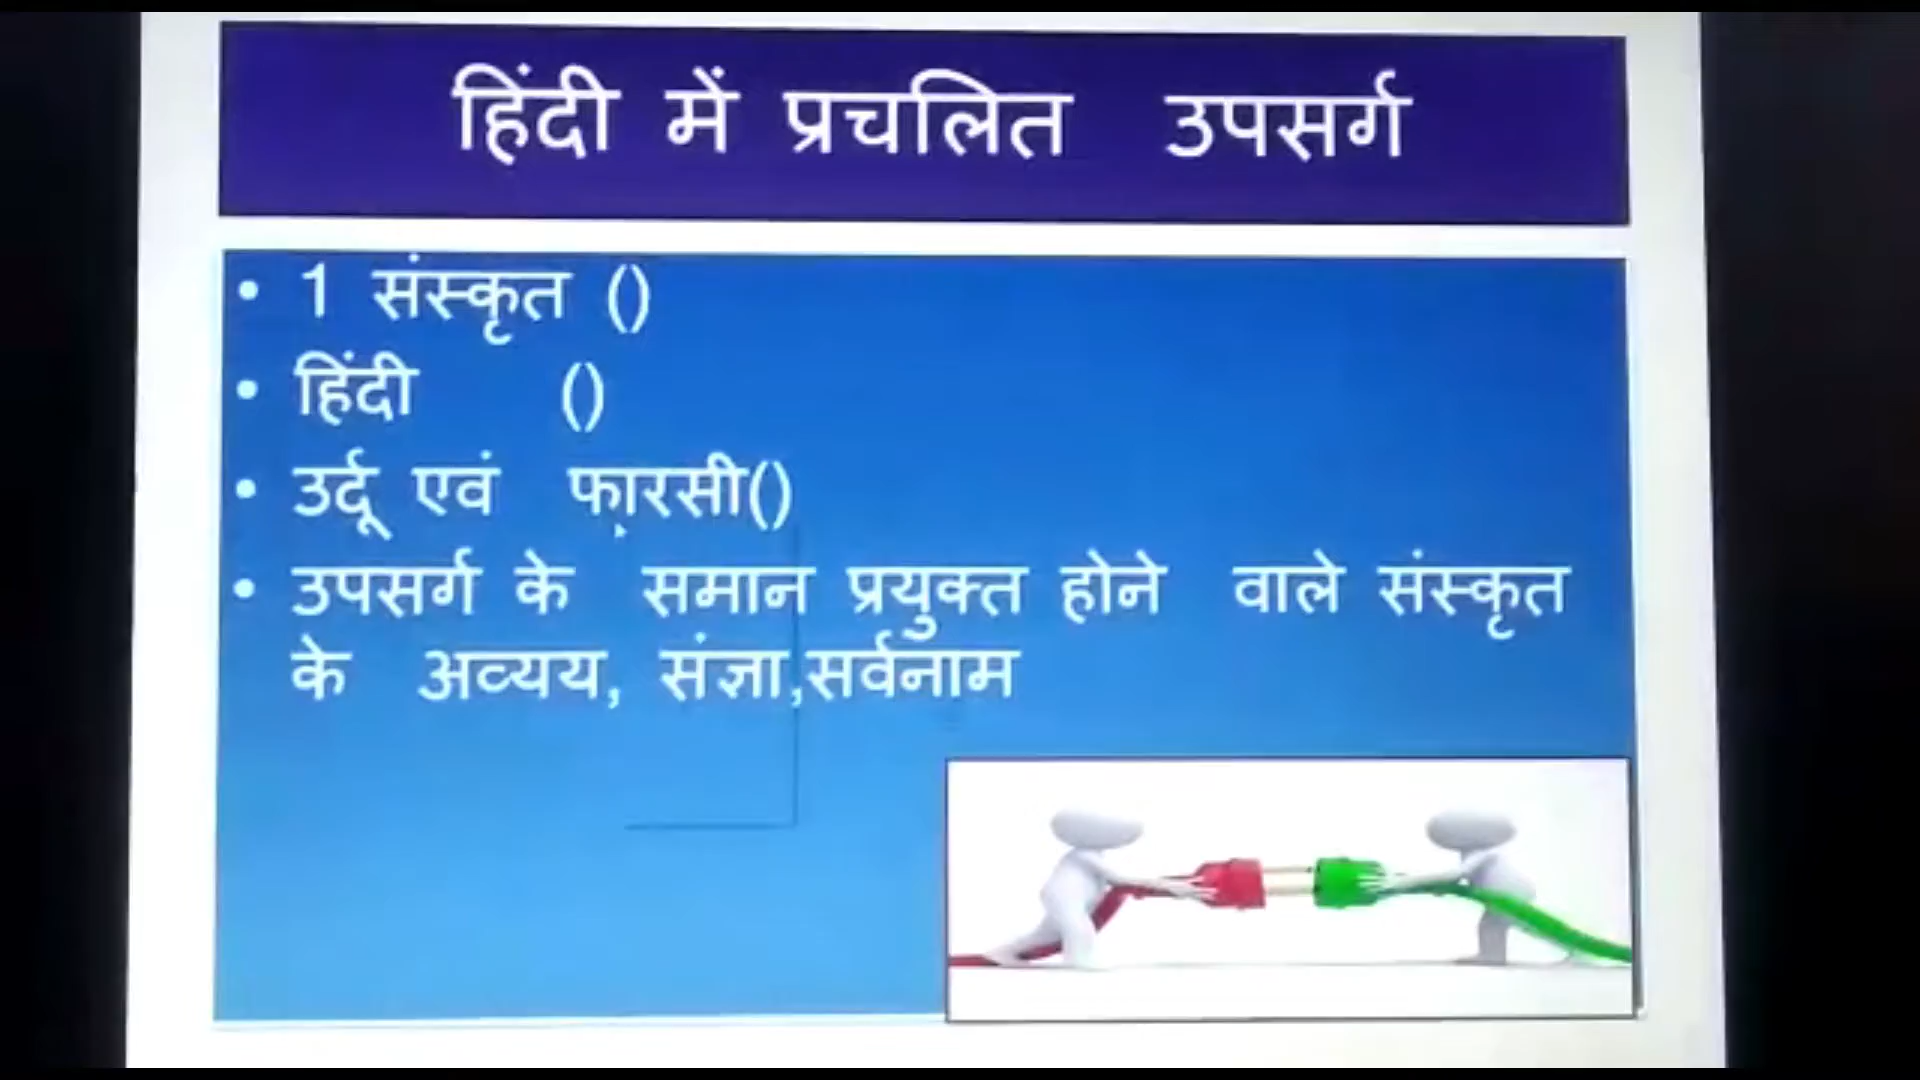 हिंदी में प्रचलित उपसर्ग
• 1 संस्कृत ()
• हिंदी ()
• उर्दू एवं फा़रसी()
• उपसर्ग के समान प्रयुक्त होने वाले संस्कृत
के अव्यय, संज्ञा,सर्वनाम